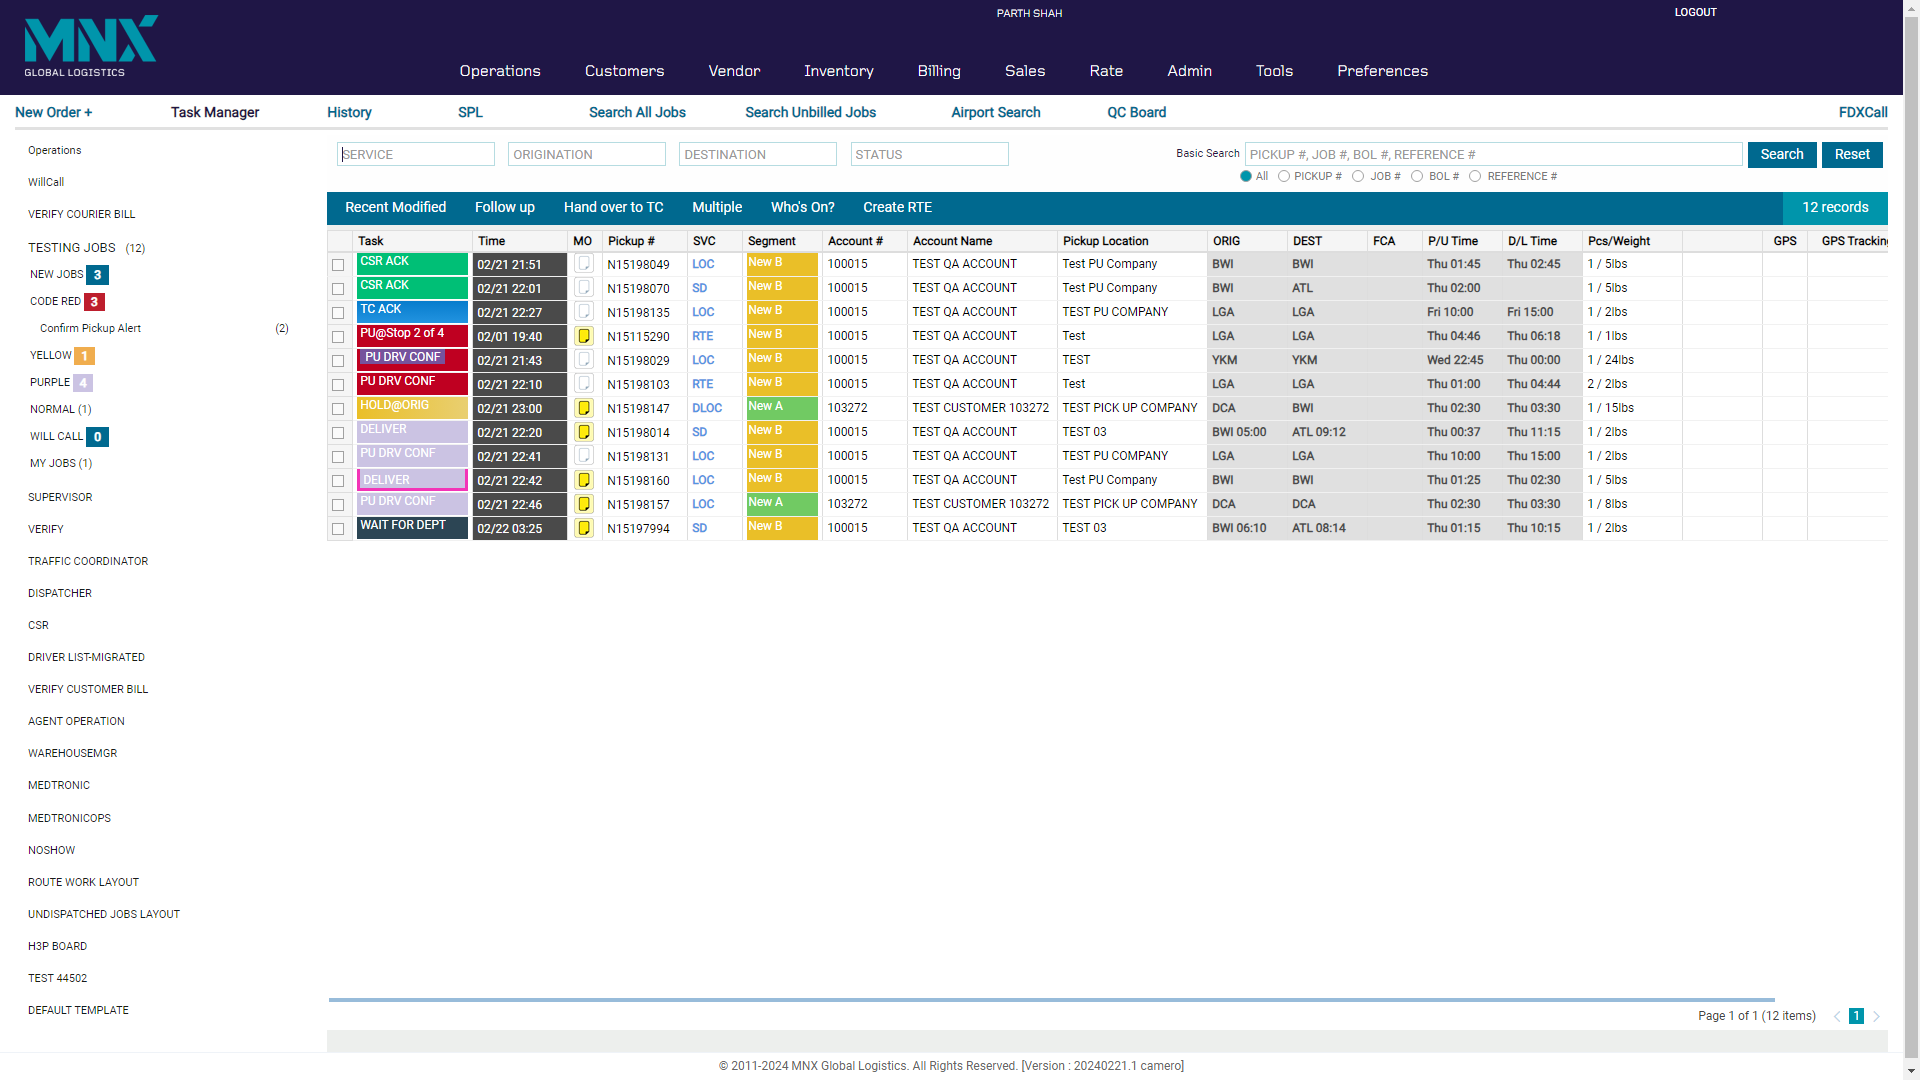 PARTH SHAH
LOGOUT
MNX
GLOBAL LOGISTICS
Operations Customers Vendor Inventory Billing Sales Rate Admin Tools Preferences
New Order + Task Manager History SPL Search All Jobs Search Unbilled Jobs Airport Search QC Board FDXCall
Operations
WillCall
VERIFY COURIER BILL
TESTING JOBS (12)
NEW JOBS 3
CODE RED 3
Confirm Pickup Alert (2)
YELLOW 1
PURPLE 4
NORMAL (1)
WILL CALL 0
MY JOBS (1)
SUPERVISOR
VERIFY
TRAFFIC COORDINATOR
DISPATCHER
CSR
DRIVER LIST-MIGRATED
VERIFY CUSTOMER BILL
AGENT OPERATION
WAREHOUSEMGR
MEDTRONIC
MEDTRONICOPS
NOSHOW
ROUTE WORK LAYOUT
UNDISPATCHED JOBS LAYOUT
H3P BOARD
TEST 44502
DEFAULT TEMPLATE
SERVICE ORIGINATION DESTINATION STATUS Basic Search PICKUP #, JOB #, BOL #, REFERENCE # Search Reset
All PICKUP # JOB # BOL # REFERENCE #
Recent Modified Follow up Hand over to TC Multiple Who's On? Create RTE 12 records
Task Time MO Pickup # SVC Segment Account # Account Name Pickup Location ORIG DEST FCA P/U Time D/L Time Pcs/Weight GPS GPS Tracking
CSR ACK 02/21 21:51 N15198049 LOC New B 100015 TEST QA ACCOUNT Test PU Company BWI BWI Thu 01:45 Thu 02:45 1 / 5lbs
CSR ACK 02/21 22:01 N15198070 SD New B 100015 TEST QA ACCOUNT Test PU Company BWI ATL Thu 02:00 1 / 5lbs
TC ACK 02/21 22:27 N15198135 LOC New B 100015 TEST QA ACCOUNT TEST PU COMPANY LGA LGA Fri 10:00 Fri 15:00 1 / 2lbs
PU@Stop 2 of 4 02/01 19:40 N15115290 RTE New B 100015 TEST QA ACCOUNT Test LGA LGA Thu 04:46 Thu 06:18 1 / 1lbs
PU DRV CONF 02/21 21:43 N15198029 LOC New B 100015 TEST QA ACCOUNT TEST YKM YKM Wed 22:45 Thu 00:00 1 / 24lbs
PU DRV CONF 02/21 22:10 N15198103 RTE New B 100015 TEST QA ACCOUNT Test LGA LGA Thu 01:00 Thu 04:44 2 / 2lbs
HOLD@ORIG 02/21 23:00 N15198147 DLOC New A 103272 TEST CUSTOMER 103272 TEST PICK UP COMPANY DCA BWI Thu 02:30 Thu 03:30 1 / 15lbs
DELIVER 02/21 22:20 N15198014 SD New B 100015 TEST QA ACCOUNT TEST 03 BWI 05:00 ATL 09:12 Thu 00:37 Thu 11:15 1 / 2lbs
PU DRV CONF 02/21 22:41 N15198131 LOC New B 100015 TEST QA ACCOUNT TEST PU COMPANY LGA LGA Thu 10:00 Thu 15:00 1 / 2lbs
DELIVER 02/21 22:42 N15198160 LOC New B 100015 TEST QA ACCOUNT Test PU Company BWI BWI Thu 01:25 Thu 02:30 1 / 5lbs
PU DRV CONF 02/21 22:46 N15198157 LOC New A 103272 TEST CUSTOMER 103272 TEST PICK UP COMPANY DCA DCA Thu 02:30 Thu 03:30 1 / 8lbs
WAIT FOR DEPT 02/22 03:25 N15197994 SD New B 100015 TEST QA ACCOUNT TEST 03 BWI 06:10 ATL 08:14 Thu 01:15 Thu 10:15 1 / 2lbs
Page 1 of 1 (12 items) 1
© 2011-2024 MNX Global Logistics. All Rights Reserved. [Version : 20240221.1 camero]